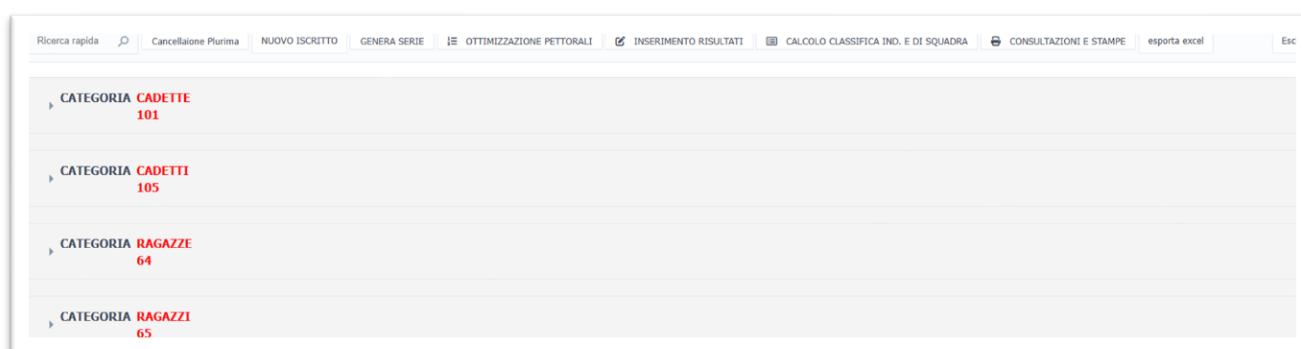 Ricerca rapida Cancellaione Plurima NUOVO ISCRITTO GENERA SERIE OTTIMIZZAZIONE PETTORALI INSERIMENTO RISULTATI CALCOLO CLASSIFICA IND. E DI SQUADRA CONSULTAZIONI E STAMPE esporta excel Esc
CATEGORIA CADETTE
101
CATEGORIA CADETTI
105
CATEGORIA RAGAZZE
64
CATEGORIA RAGAZZI
65